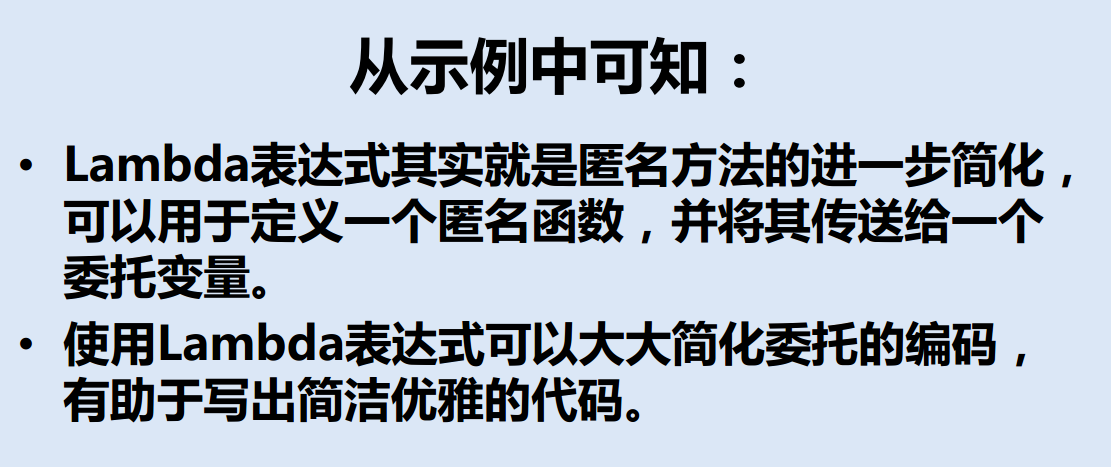 从示例中可知：
• Lambda表达式其实就是匿名方法的进一步简化，
可以用于定义一个匿名函数，并将其传送给一个
委托变量。
• 使用Lambda表达式可以大大简化委托的编码，
有助于写出简洁优雅的代码。